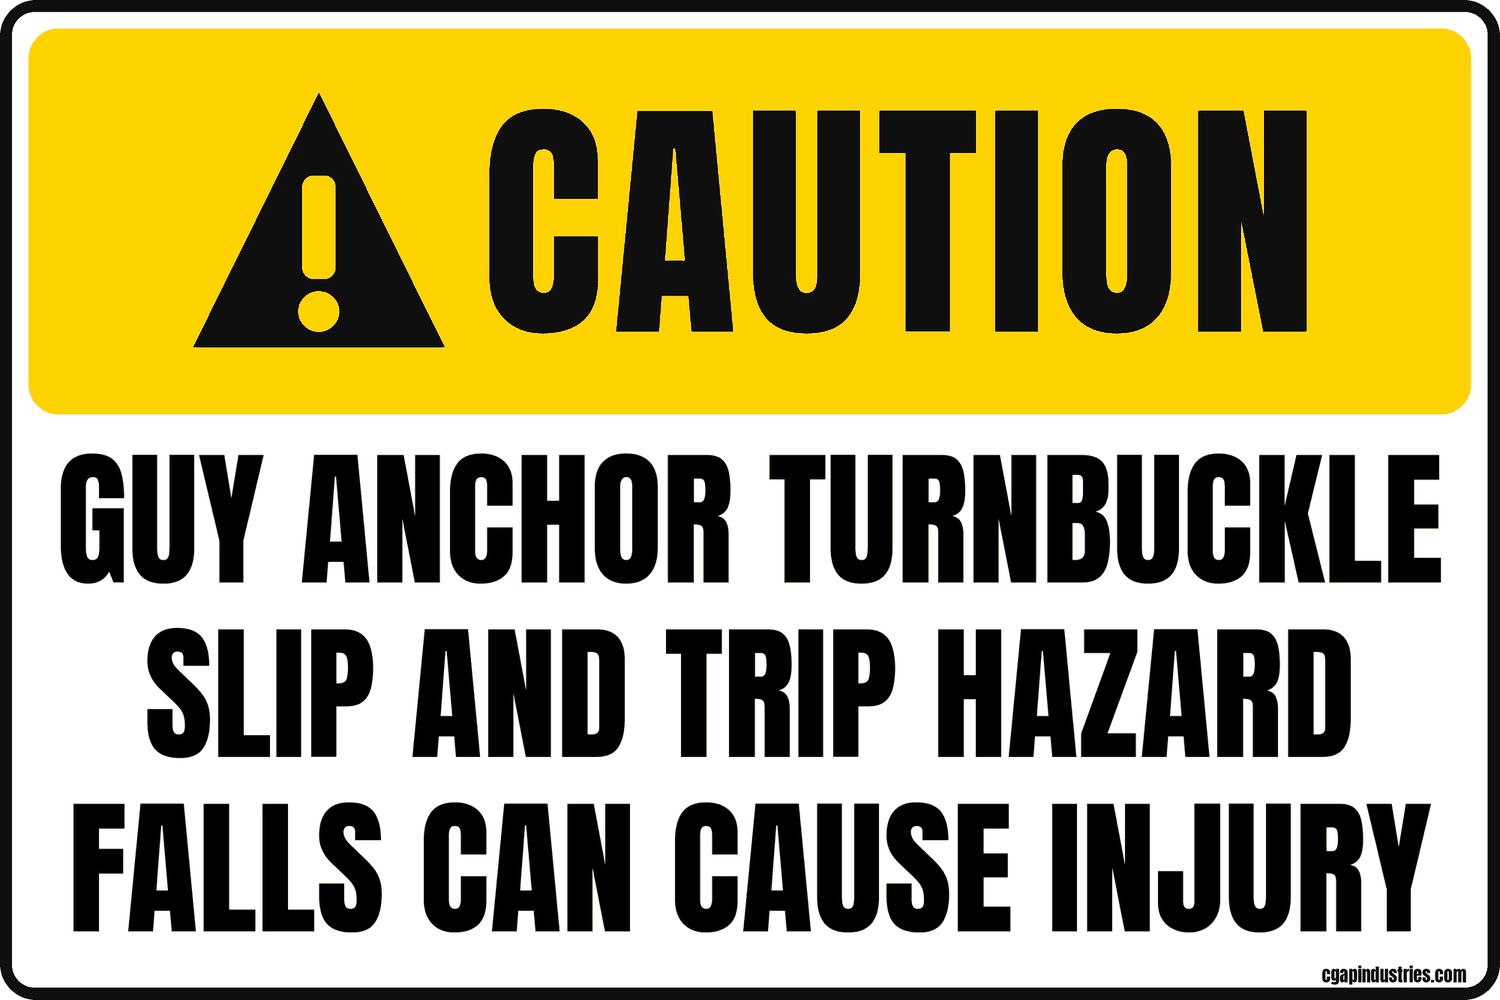 CAUTION
GUY ANCHOR TURNBUCKLE
SLIP AND TRIP HAZARD
FALLS CAN CAUSE INJURY
cgapindustries.com